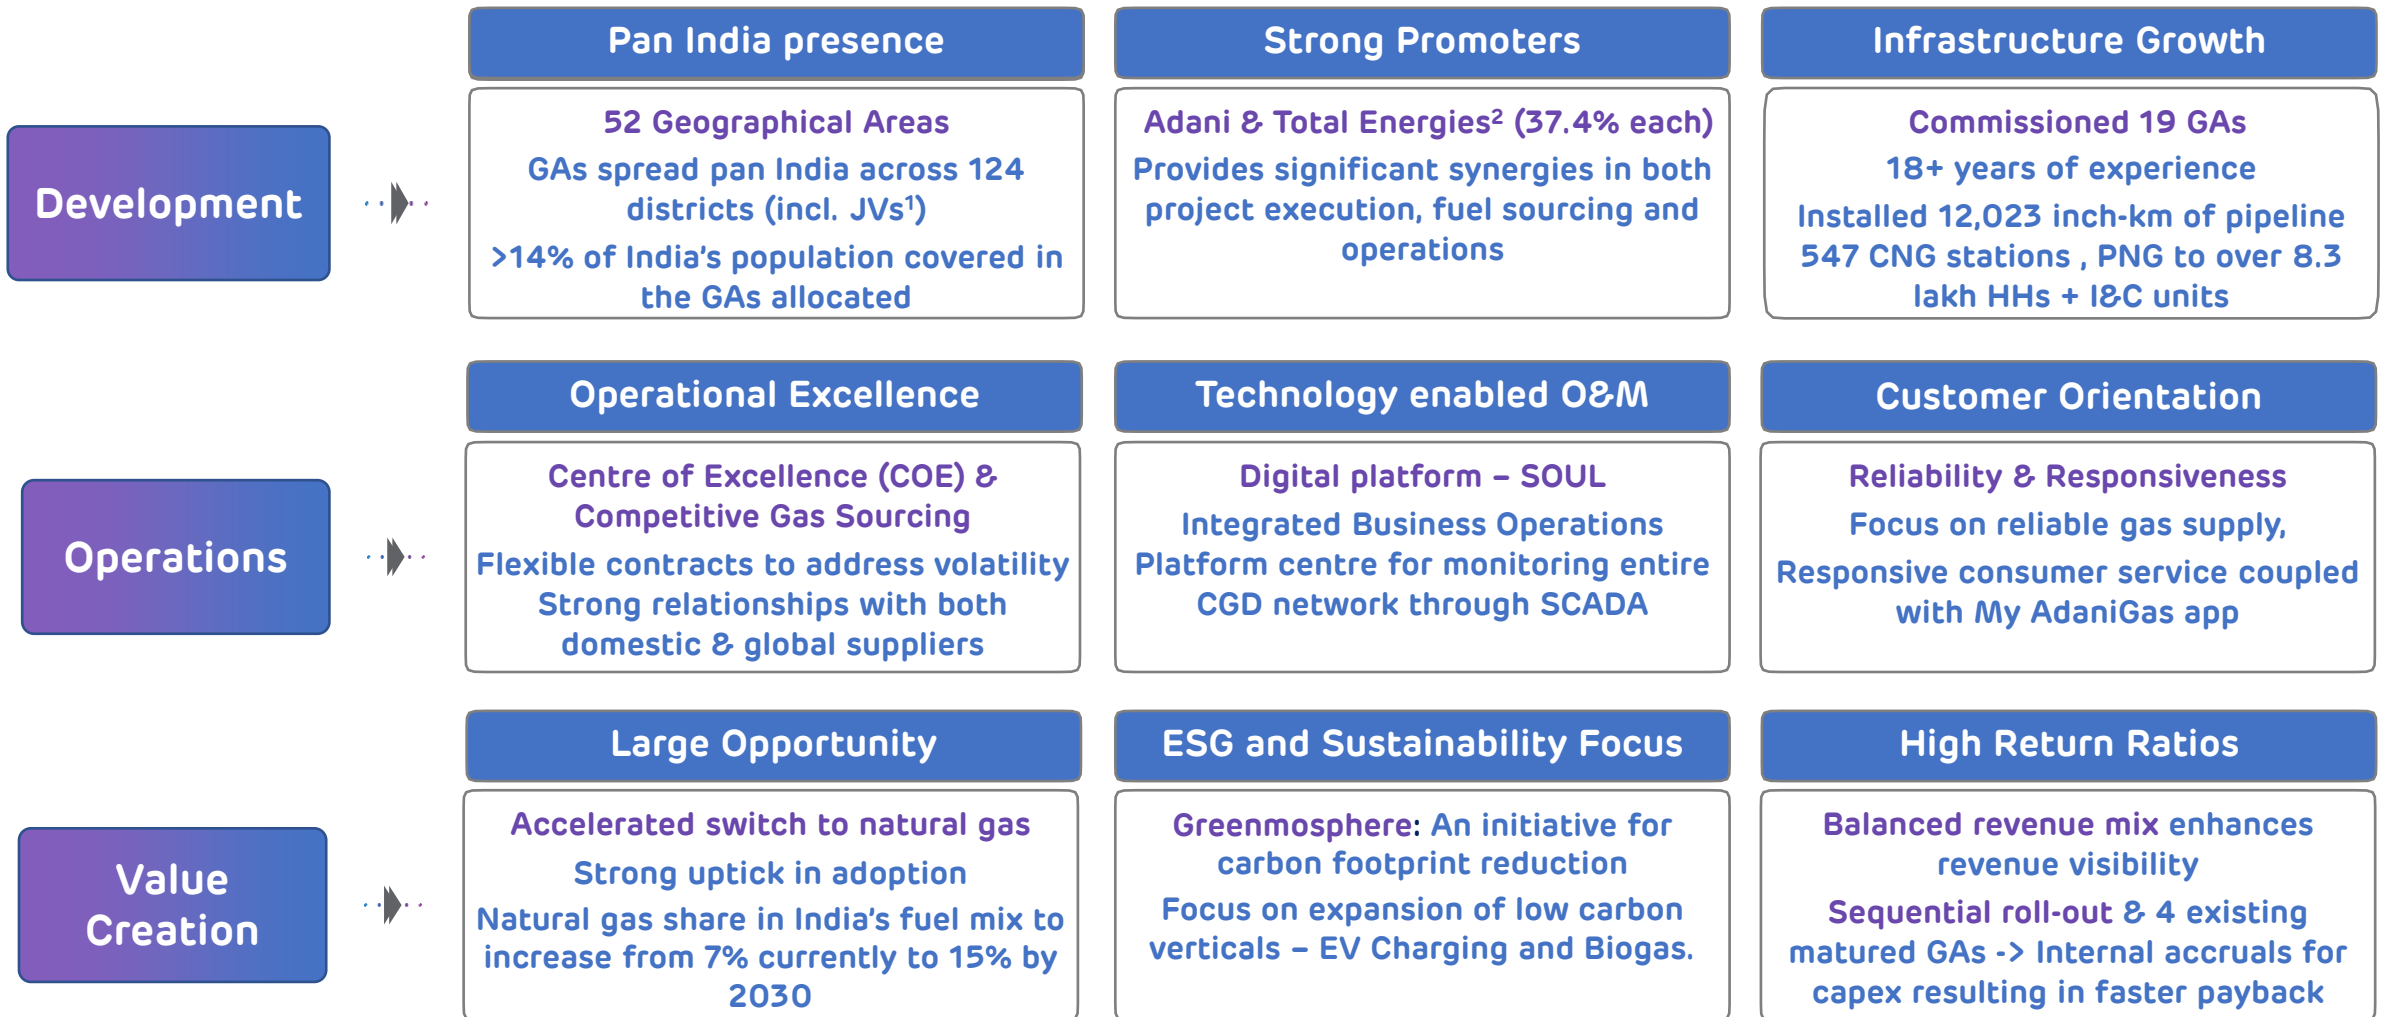 Pan India presence
Strong Promoters
Infrastructure Growth
Development
52 Geographical Areas
GAs spread pan India across 124
districts (incl. JVs¹)
>14% of India's population covered in
the GAs allocated
Adani & Total Energies² (37.4% each)
Provides significant synergies in both
project execution, fuel sourcing and
operations
Commissioned 19 GAs
18+ years of experience
Installed 12,023 inch-km of pipeline
547 CNG stations , PNG to over 8.3
lakh HHs + I&C units
Operational Excellence
Technology enabled O&M
Customer Orientation
Operations
Centre of Excellence (COE) &
Competitive Gas Sourcing
Flexible contracts to address volatility
Strong relationships with both
domestic & global suppliers
Digital platform – SOUL
Integrated Business Operations
Platform centre for monitoring entire
CGD network through SCADA
Reliability & Responsiveness
Focus on reliable gas supply,
Responsive consumer service coupled
with My AdaniGas app
Large Opportunity
ESG and Sustainability Focus
High Return Ratios
Value
Creation
Accelerated switch to natural gas
Strong uptick in adoption
Natural gas share in India's fuel mix to
increase from 7% currently to 15% by
2030
Greenmosphere: An initiative for
carbon footprint reduction
Focus on expansion of low carbon
verticals – EV Charging and Biogas.
Balanced revenue mix enhances
revenue visibility
Sequential roll-out & 4 existing
matured GAs -> Internal accruals for
capex resulting in faster payback